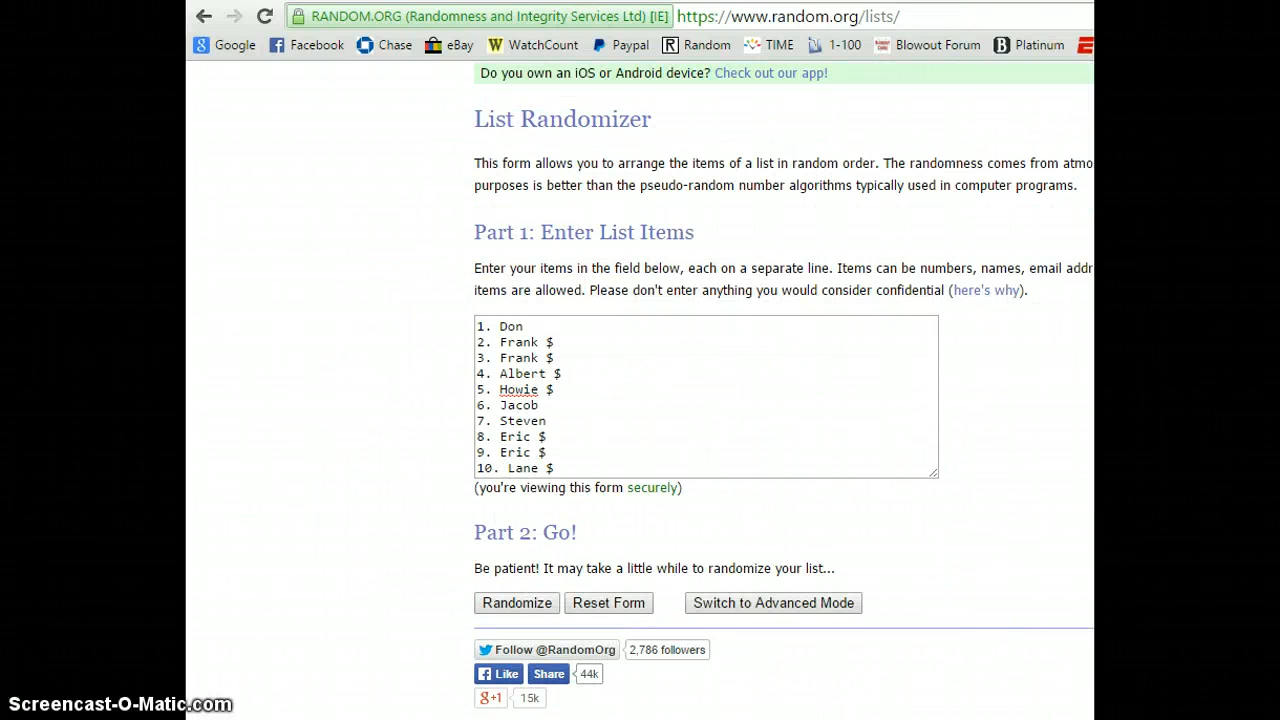 RANDOM.ORG (Randomness and Integrity Services Ltd) [IE] https://www.random.org/lists/
Google Facebook Chase eBay WatchCount Paypal Random TIME 1-100 Blowout Forum Platinum
Do you own an iOS or Android device? Check out our app!
List Randomizer
This form allows you to arrange the items of a list in random order. The randomness comes from atmo
purposes is better than the pseudo-random number algorithms typically used in computer programs.
Part 1: Enter List Items
Enter your items in the field below, each on a separate line. Items can be numbers, names, email addr
items are allowed. Please don't enter anything you would consider confidential (here's why).
1. Don
2. Frank $
3. Frank $
4. Albert $
5. Howie $
6. Jacob
7. Steven
8. Eric $
9. Eric $
10. Lane $
(you're viewing this form securely)
Part 2: Go!
Be patient! It may take a little while to randomize your list...
Randomize Reset Form Switch to Advanced Mode
Follow @RandomOrg 2,786 followers
Like Share 44k
g+1 15k
Screencast-O-Matic.com